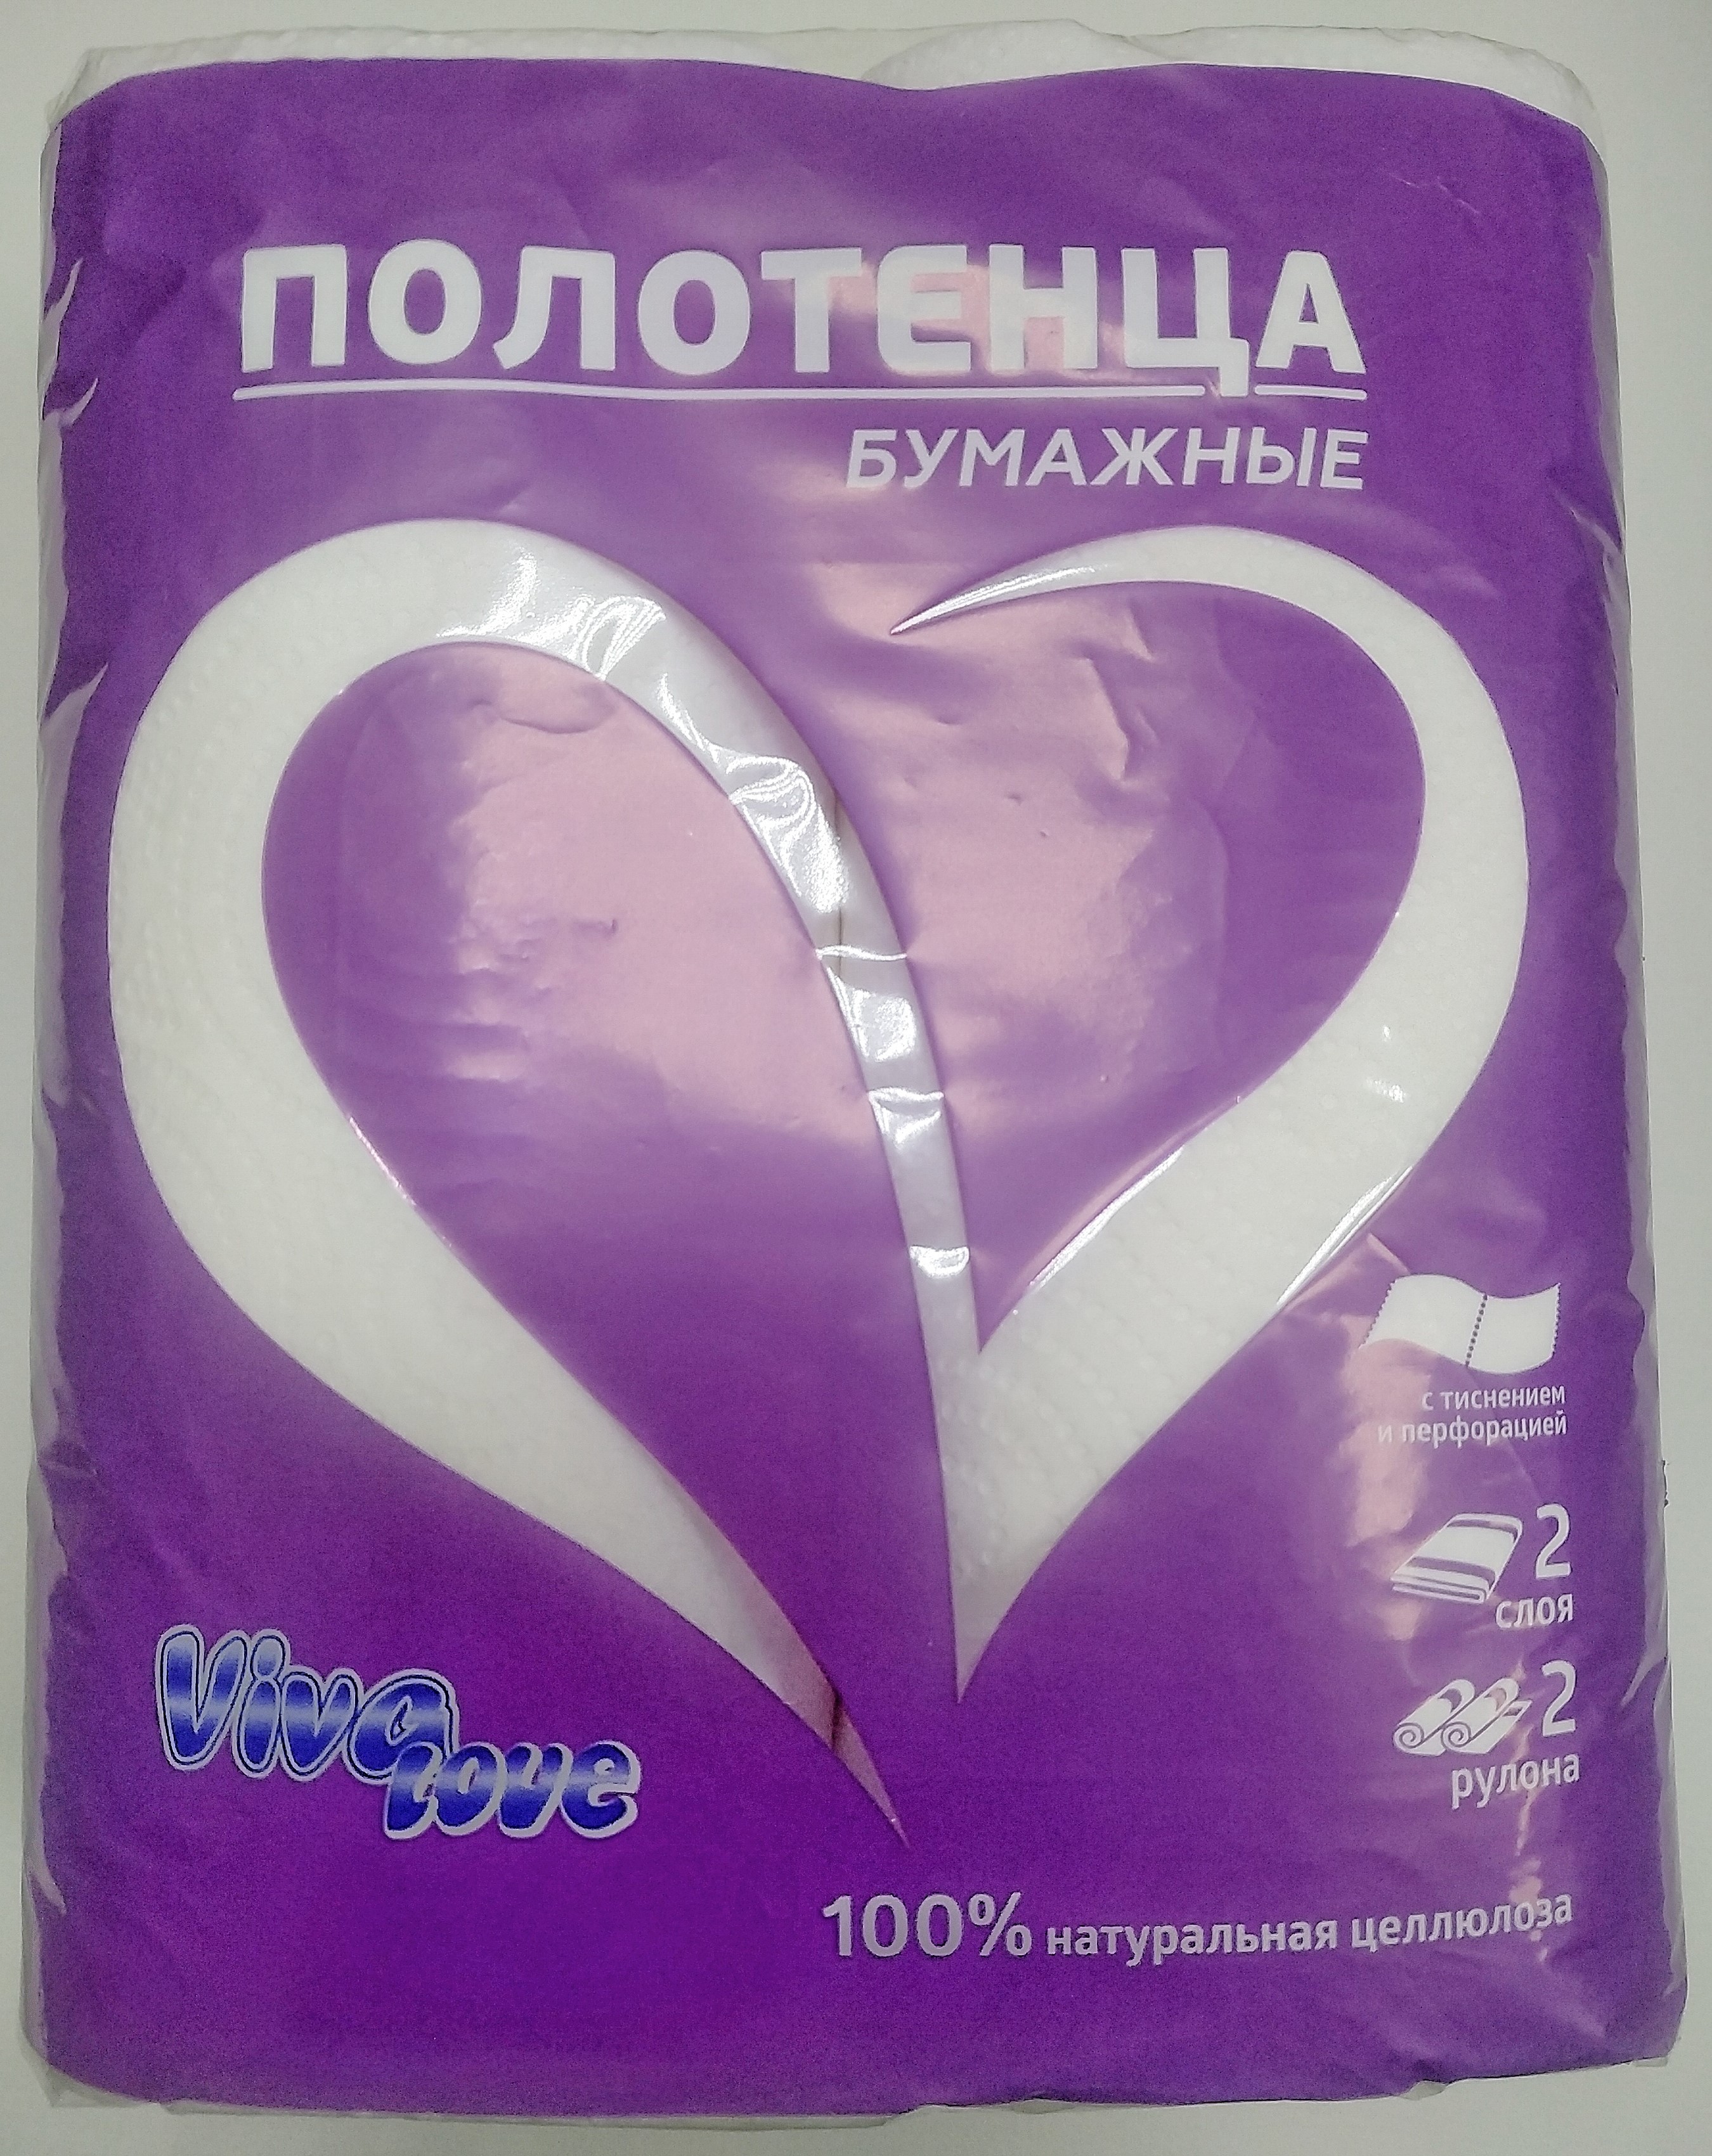 ПОЛОТЕНЦА
БУМАЖНЫЕ
с тиснением
и перфорацией
2
слоя
2
рулона
Viva
Love
100% натуральная целлюлоза